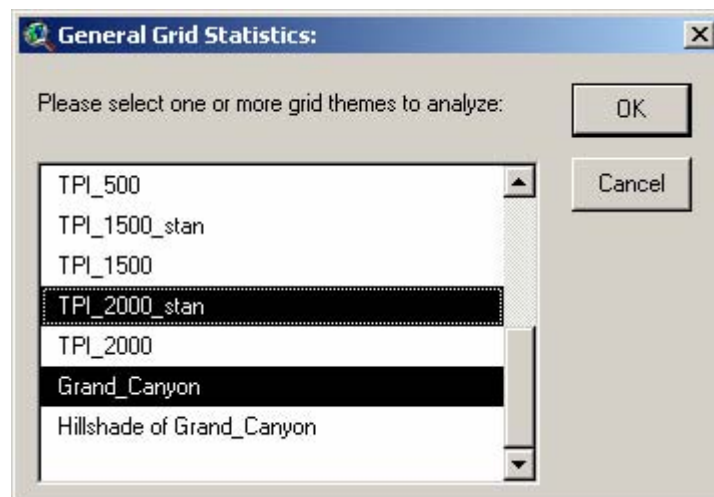 General Grid Statistics:
Please select one or more grid themes to analyze:
OK
Cancel
TPI_500
TPI_1500_stan
TPI_1500
TPI_2000_stan
TPI_2000
Grand_Canyon
Hillshade of Grand_Canyon